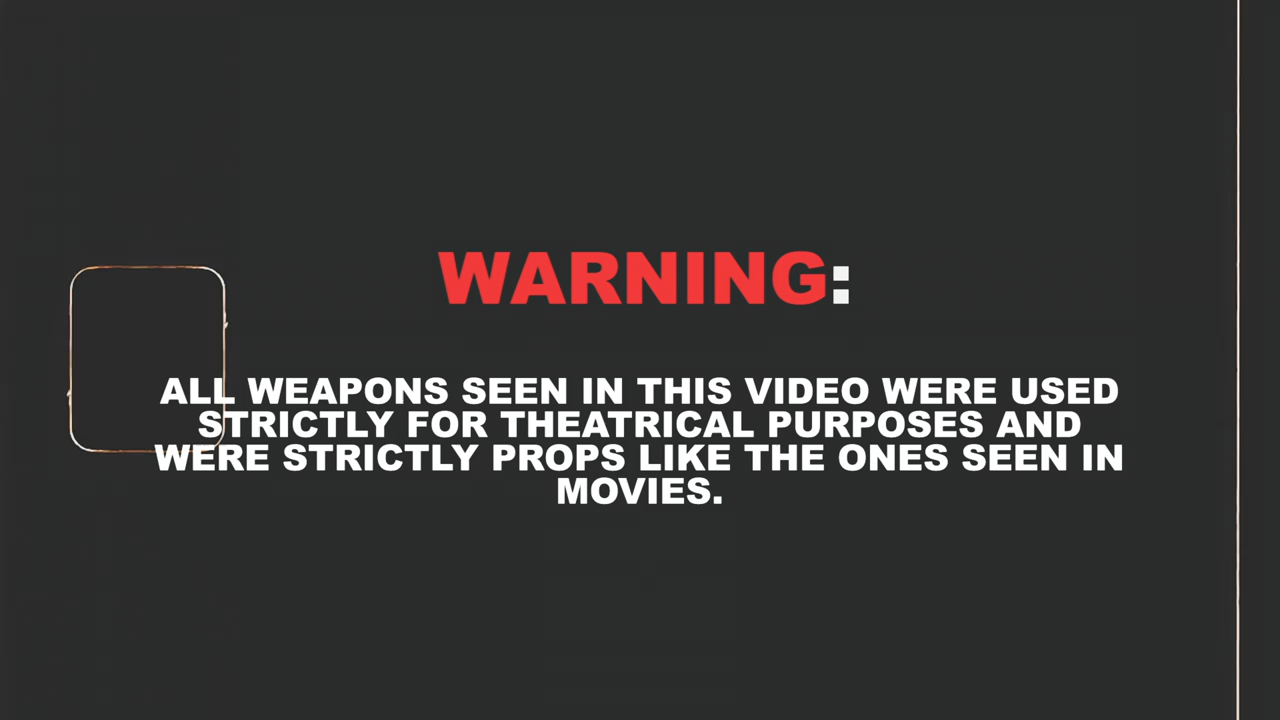 WARNING:
ALL WEAPONS SEEN IN THIS VIDEO WERE USED
STRICTLY FOR THEATRICAL PURPOSES AND
WERE STRICTLY PROPS LIKE THE ONES SEEN IN
MOVIES.